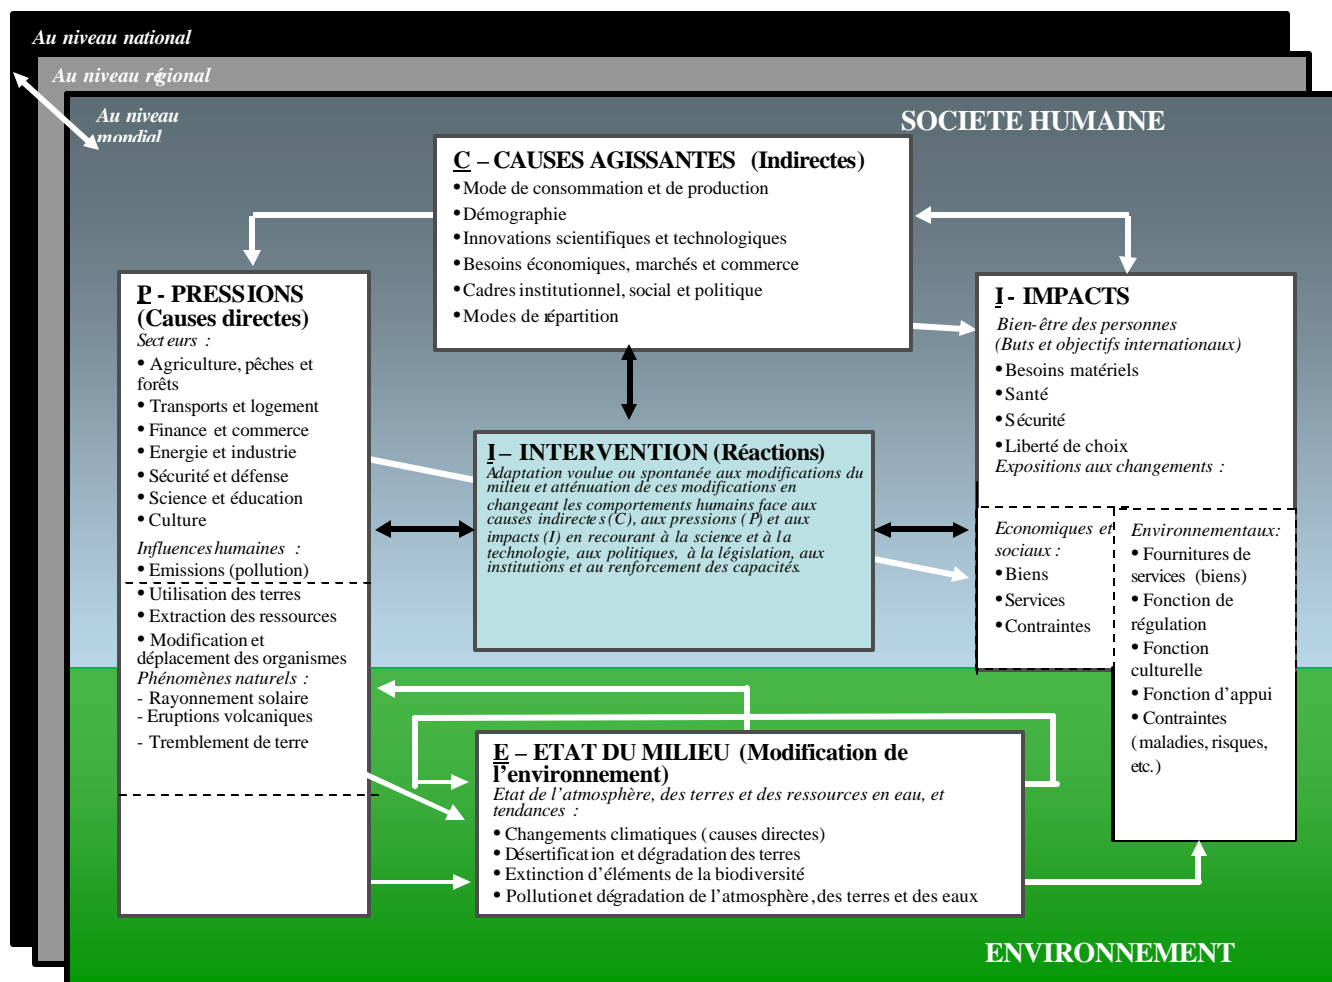 Au niveau national
Au niveau régional
Au niveau
mondial
SOCIETE HUMAINE
C – CAUSES AGISSANTES (Indirectes)
• Mode de consommation et de production
• Démographie
• Innovations scientifiques et technologiques
• Besoins économiques, marchés et commerce
• Cadres institutionnel, social et politique
• Modes de répartition
P - PRESSIONS
(Causes directes)
Secteurs :
• Agriculture, pêches et
forêts
• Transports et logement
• Finance et commerce
• Energie et industrie
• Sécurité et défense
• Science et éducation
• Culture
Influences humaines :
• Emissions (pollution)
• Utilisation des terres
• Extraction des ressources
• Modification et
déplacement des organismes
Phénomènes naturels :
- Rayonnement solaire
- Eruptions volcaniques
- Tremblement de terre
I – INTERVENTION (Réactions)
Adaptation voulue ou spontanée aux modifications du
milieu et atténuation de ces modifications en
changeant les comportements humains face aux
causes indirectes (C), aux pressions (P) et aux
impacts (I) en recourant à la science et à la
technologie, aux politiques, à la législation, aux
institutions et au renforcement des capacités.
I - IMPACTS
Bien-être des personnes
(Buts et objectifs internationaux)
• Besoins matériels
• Santé
• Sécurité
• Liberté de choix
Expositions aux changements :
Economiques et
sociaux :
• Biens
• Services
• Contraintes
Environnementaux:
• Fournitures de
services (biens)
• Fonction de
régulation
• Fonction
culturelle
• Fonction d'appui
• Contraintes
(maladies, risques,
etc.)
E – ETAT DU MILIEU (Modification de
l'environnement)
Etat de l'atmosphère, des terres et des ressources en eau, et
tendances :
• Changements climatiques (causes directes)
• Désertification et dégradation des terres
• Extinction d'éléments de la biodiversité
• Pollution et dégradation de l'atmosphère, des terres et des eaux
ENVIRONNEMENT